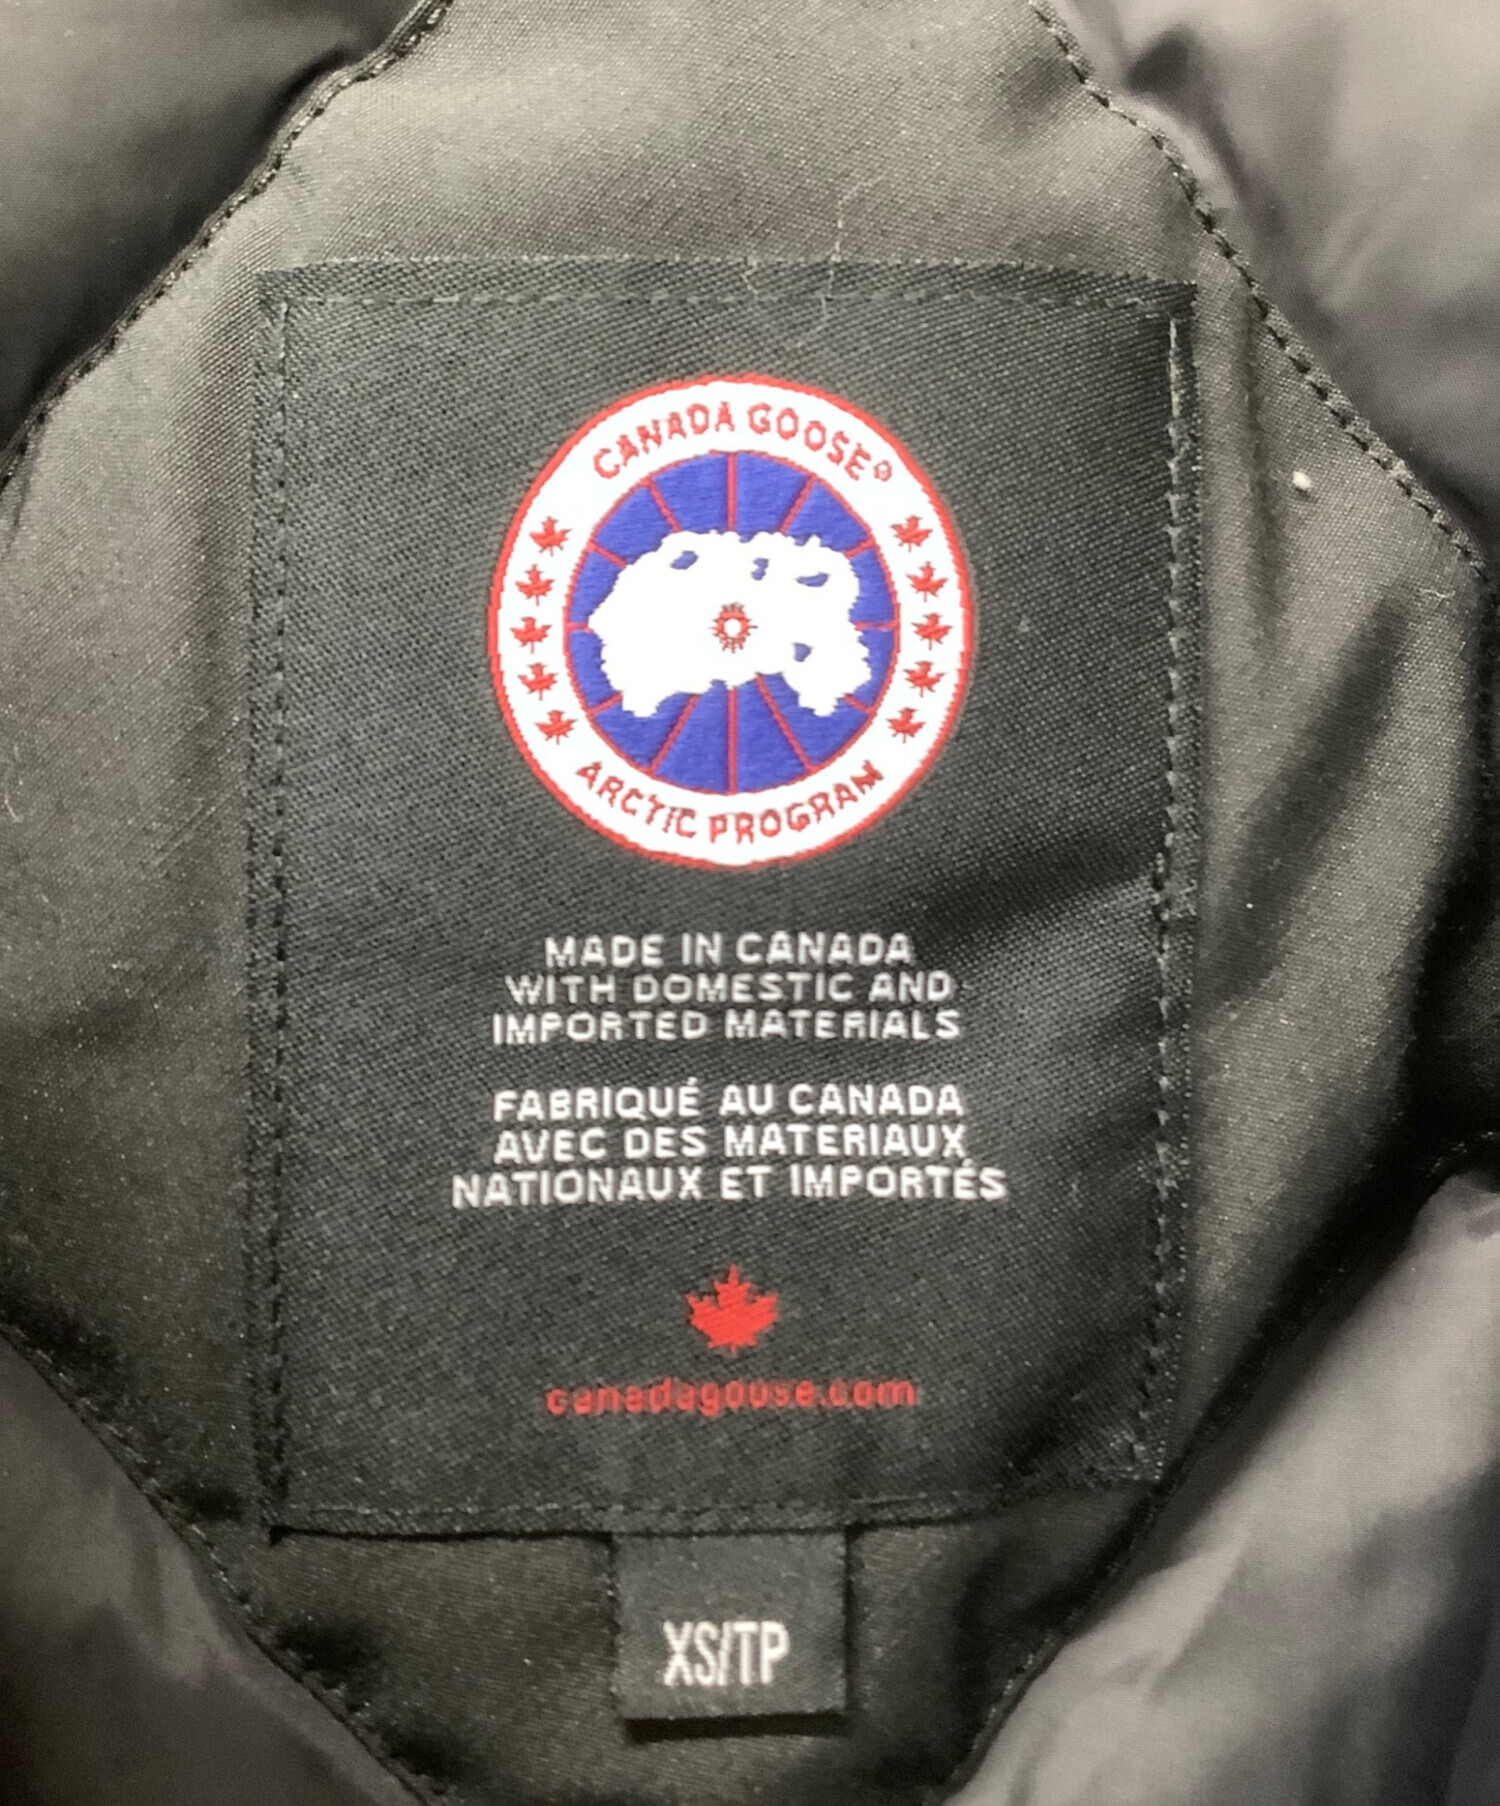 CANADA GOOSE®
ARCTIC PROGRAM
MADE IN CANADA
WITH DOMESTIC AND
IMPORTED MATERIALS
FABRIQUÉ AU CANADA
AVEC DES MATERIAUX
NATIONAUX ET IMPORTÉS
canadagouse.com
XS/TP